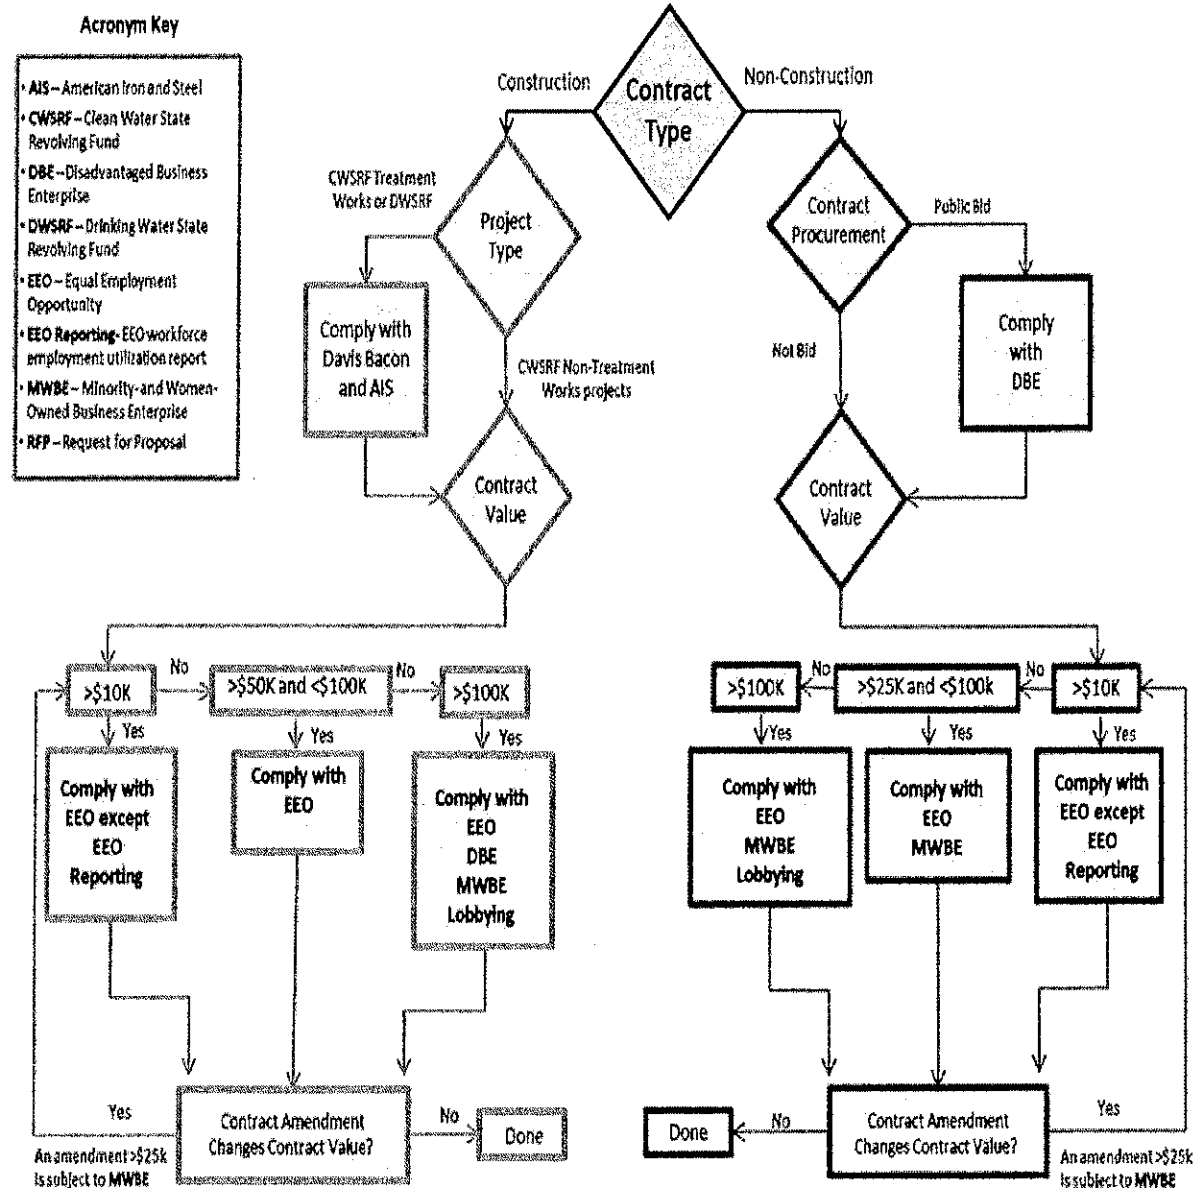 Acronym Key
• AIS – American Iron and Steel
• CWSRF – Clean Water State
Revolving Fund
• DBE – Disadvantaged Business
Enterprise
• DWSRF – Drinking Water State
Revolving Fund
• EEO – Equal Employment
Opportunity
• EEO Reporting- EEO workforce
employment utilization report
• MWBE – Minority-and Women-
Owned Business Enterprise
• RFP – Request for Proposal
Construction
Contract
Type
Non-Construction
CWSRF Treatment
Works or DWSRF
Project
Type
Comply with
Davis Bacon
and AIS
CWSRF Non-Treatment
Works projects
Contract
Value
Contract
Procurement
Public Bid
Not Bid
Comply
with
DBE
Contract
Value
>$10K
No
>$50K and <$100K
No
>$100K
Yes
Yes
Yes
Comply with
EEO except
EEO
Reporting
Comply with
EEO
Comply with
EEO
DBE
MWBE
Lobbying
Yes
Contract Amendment
Changes Contract Value?
No
Done
An amendment >$25k
is subject to MWBE
>$100K
No
>$25K and <$100k
No
>$10K
Yes
Yes
Yes
Comply with
EEO
MWBE
Lobbying
Comply with
EEO
MWBE
Comply with
EEO except
EEO
Reporting
Done
No
Contract Amendment
Changes Contract Value?
Yes
An amendment >$25k
is subject to MWBE